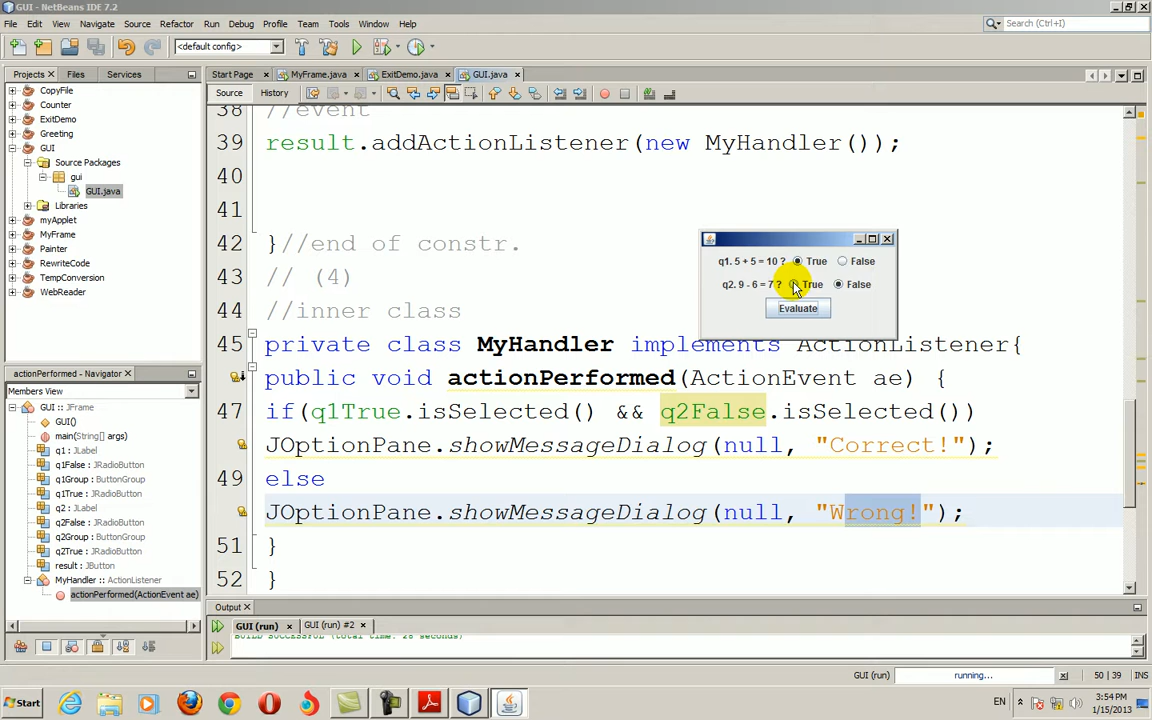 GUI - NetBeans IDE 7.2
File Edit View Navigate Source Refactor Run Debug Profile Team Tools Window Help
Search (Ctrl+I)
<default config>
Projects Files Services
Start Page MyFrame.java ExitDemo.java GUI.java
Source History
CopyFile
Counter
ExitDemo
Greeting
GUI
Source Packages
gui
GUI.java
Libraries
myApplet
MyFrame
Painter
RewriteCode
TempConversion
WebReader
38 //event
39 result.addActionListener(new MyHandler());
40
41
42 }//end of constr.
43 // (4)
44 //inner class
45 private class MyHandler implements ActionListener{
public void actionPerformed(ActionEvent ae) {
47 if(q1True.isSelected() && q2False.isSelected())
JOptionPane.showMessageDialog(null, "Correct!");
49 else
JOptionPane.showMessageDialog(null, "Wrong!");
51 }
52 }
q1. 5 + 5 = 10 ? True False
q2. 9 - 6 = 7 ? True False
Evaluate
actionPerformed - Navigator
Members View
GUI :: JFrame
GUI()
main(String[] args)
q1 : JLabel
q1False : JRadioButton
q1Group : ButtonGroup
q1True : JRadioButton
q2 : JLabel
q2False : JRadioButton
q2Group : ButtonGroup
q2True : JRadioButton
result : JButton
MyHandler :: ActionListener
actionPerformed(ActionEvent ae)
Output
GUI (run) GUI (run) #2
BUILD SUCCESSFUL (total time: 28 seconds)
GUI (run) running... 50 | 39 INS
Start
EN
3:54 PM
1/15/2013